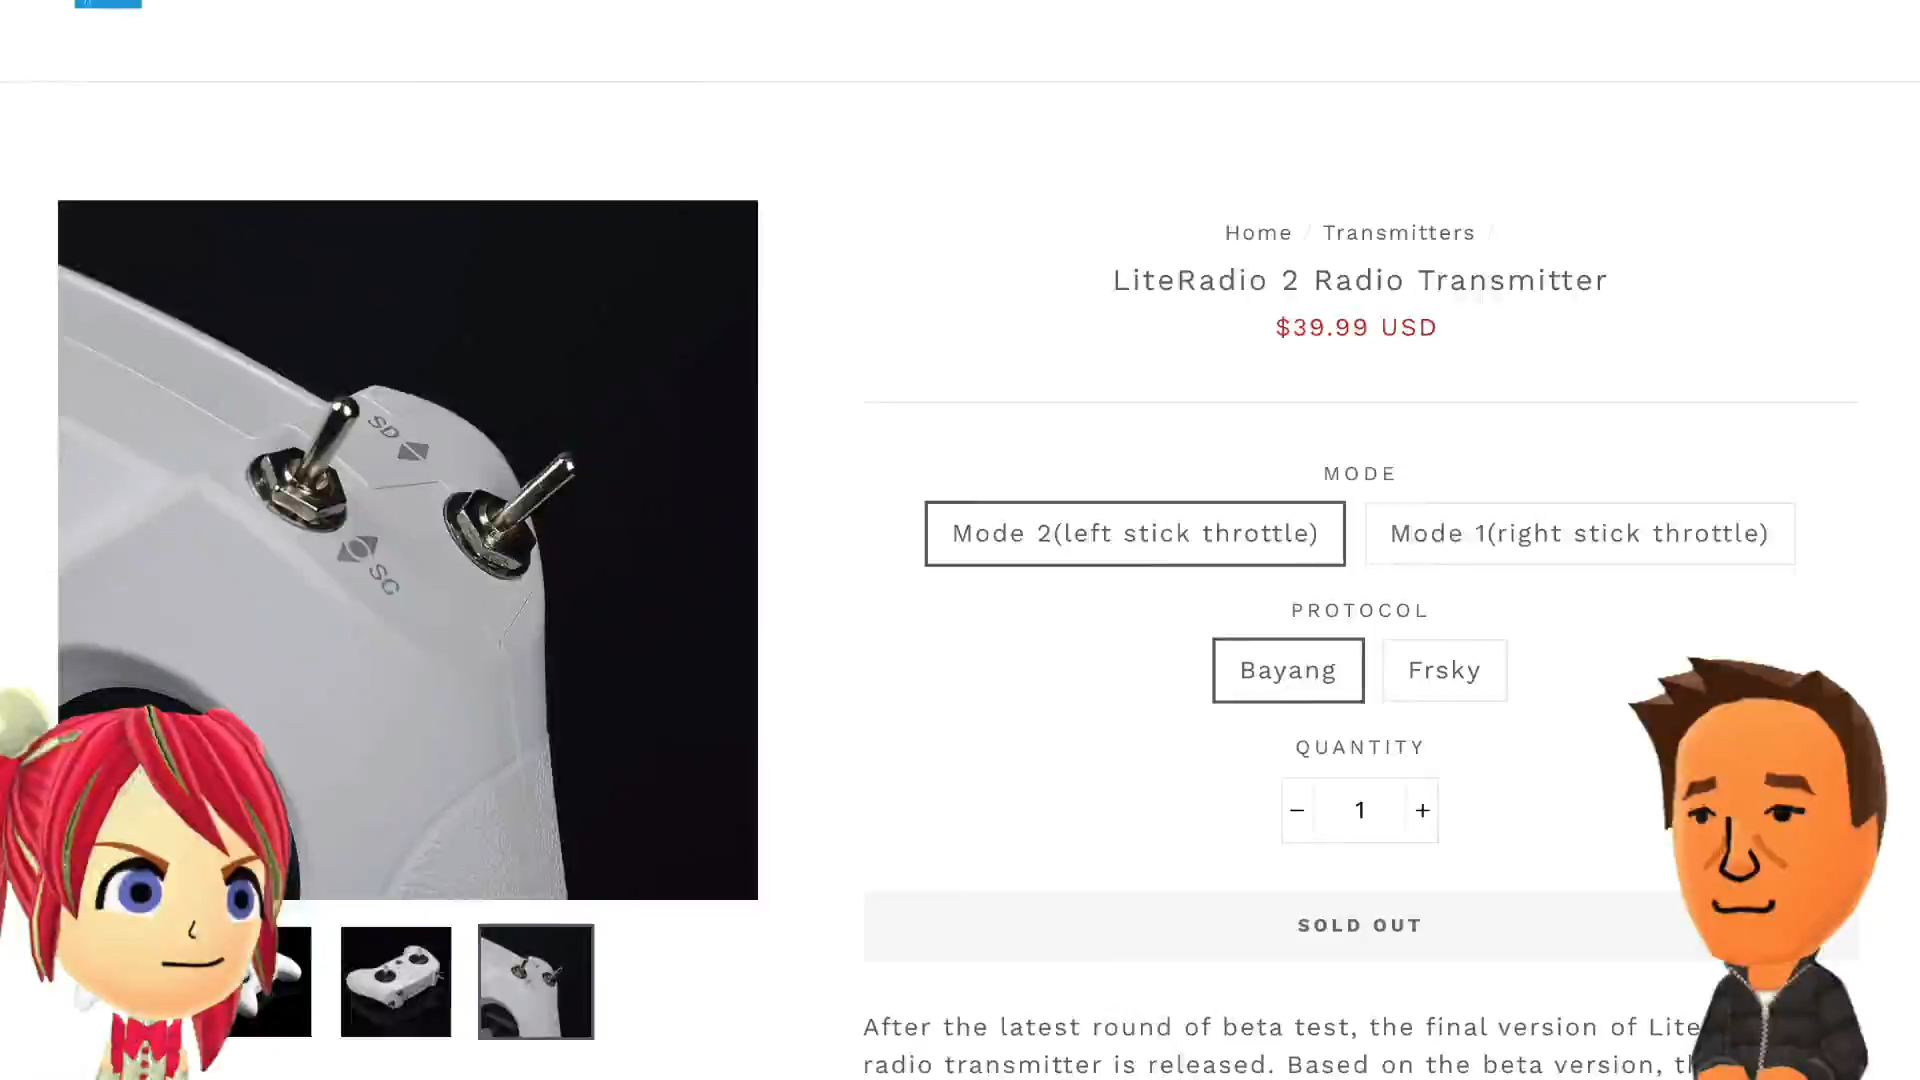 Home / Transmitters /
LiteRadio 2 Radio Transmitter
$39.99 USD
MODE
Mode 2(left stick throttle)
Mode 1(right stick throttle)
PROTOCOL
Bayang
Frsky
QUANTITY
− 1 +
SOLD OUT
After the latest round of beta test, the final version of Lite
radio transmitter is released. Based on the beta version, th
SD
SC